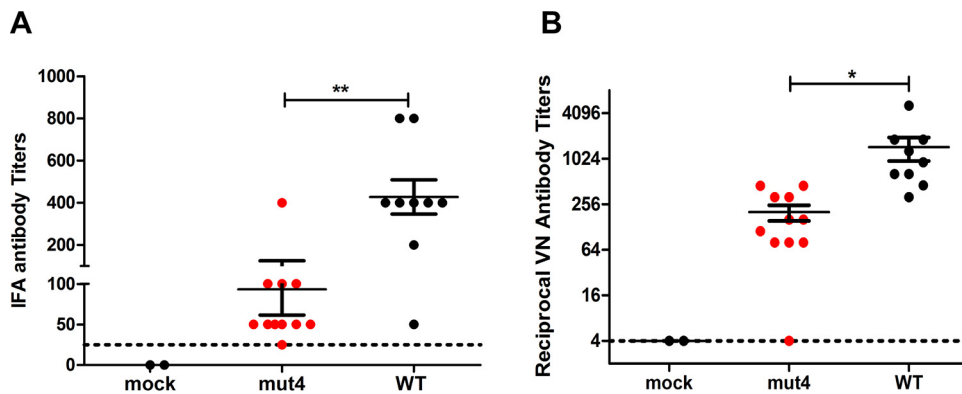 A
IFA antibody Titers
1000
800
600
400
200
100
50
0
**
mock
mut4
WT
B
Reciprocal VN Antibody Titers
4096
1024
256
64
16
4
*
mock
mut4
WT